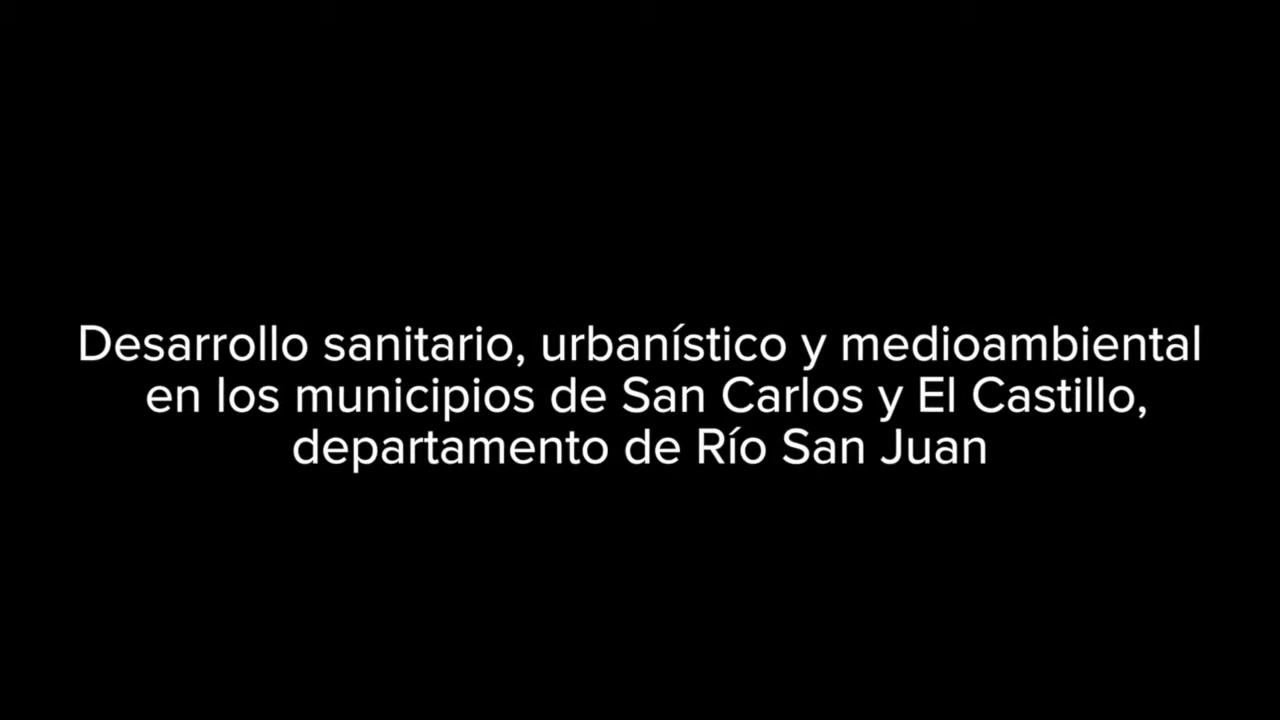 Desarrollo sanitario, urbanístico y medioambiental
en los municipios de San Carlos y El Castillo,
departamento de Río San Juan